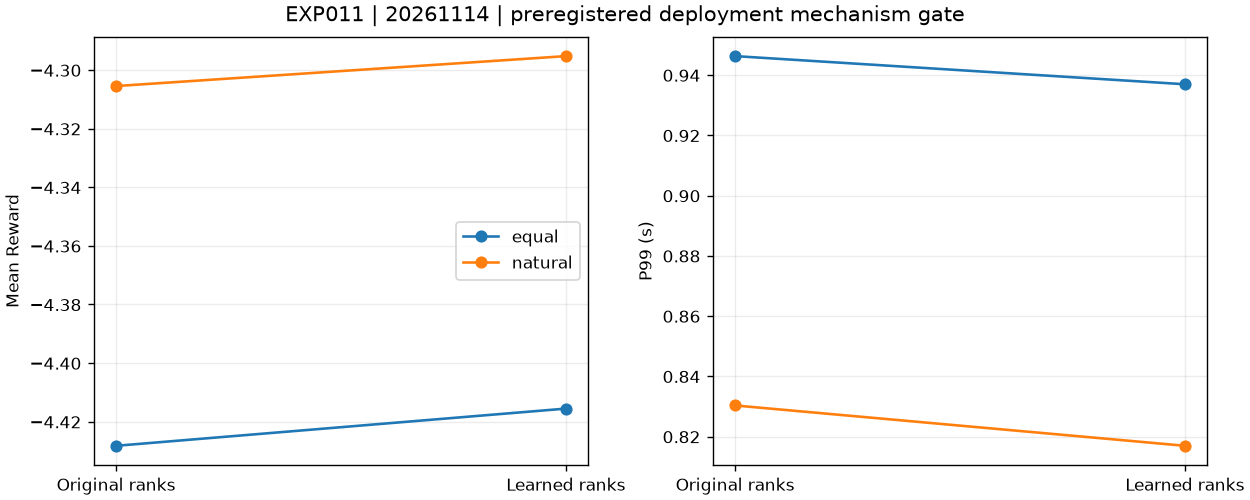 EXP011 | 20261114 | preregistered deployment mechanism gate
Mean Reward
−4.30
−4.32
−4.34
−4.36
−4.38
−4.40
−4.42
equal
natural
Original ranks
Learned ranks
P99 (s)
0.94
0.92
0.90
0.88
0.86
0.84
0.82
Original ranks
Learned ranks